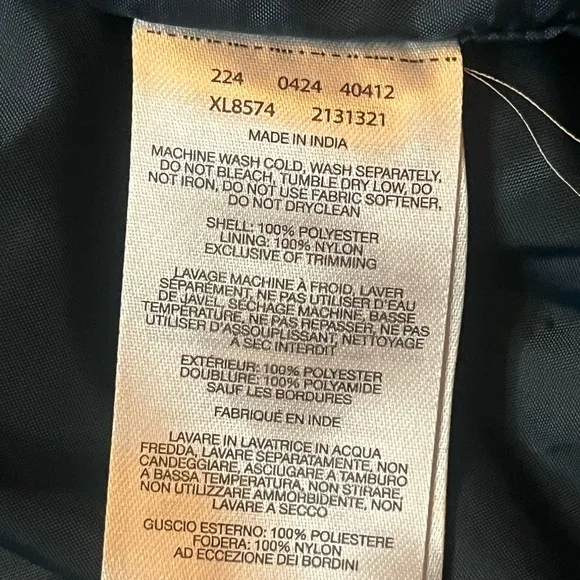 224 0424 40412
XL8574 2131321
MADE IN INDIA
MACHINE WASH COLD, WASH SEPARATELY,
DO NOT BLEACH, TUMBLE DRY LOW, DO
NOT IRON, DO NOT USE FABRIC SOFTENER,
DO NOT DRYCLEAN
SHELL: 100% POLYESTER
LINING: 100% NYLON
EXCLUSIVE OF TRIMMING
LAVAGE MACHINE À FROID, LAVER
SÉPARÉMENT, NE PAS UTILISER D'EAU
DE JAVEL, SÉCHAGE MACHINE, BASSE
TEMPÉRATURE, NE PAS REPASSER, NE PAS
UTILISER D'ASSOUPLISSANT, NETTOYAGE
A SEC INTERDIT
EXTÉRIEUR: 100% POLYESTER
DOUBLURE: 100% POLYAMIDE
SAUF LES BORDURES
FABRIQUÉ EN INDE
LAVARE IN LAVATRICE IN ACQUA
FREDDA, LAVARE SEPARATAMENTE, NON
CANDEGGIARE, ASCIUGARE A TAMBURO
A BASSA TEMPERATURA, NON STIRARE,
NON UTILIZZARE AMMORBIDENTE, NON
LAVARE A SECCO
GUSCIO ESTERNO: 100% POLIESTERE
FODERA: 100% NYLON
AD ECCEZIONE DEI BORDINI